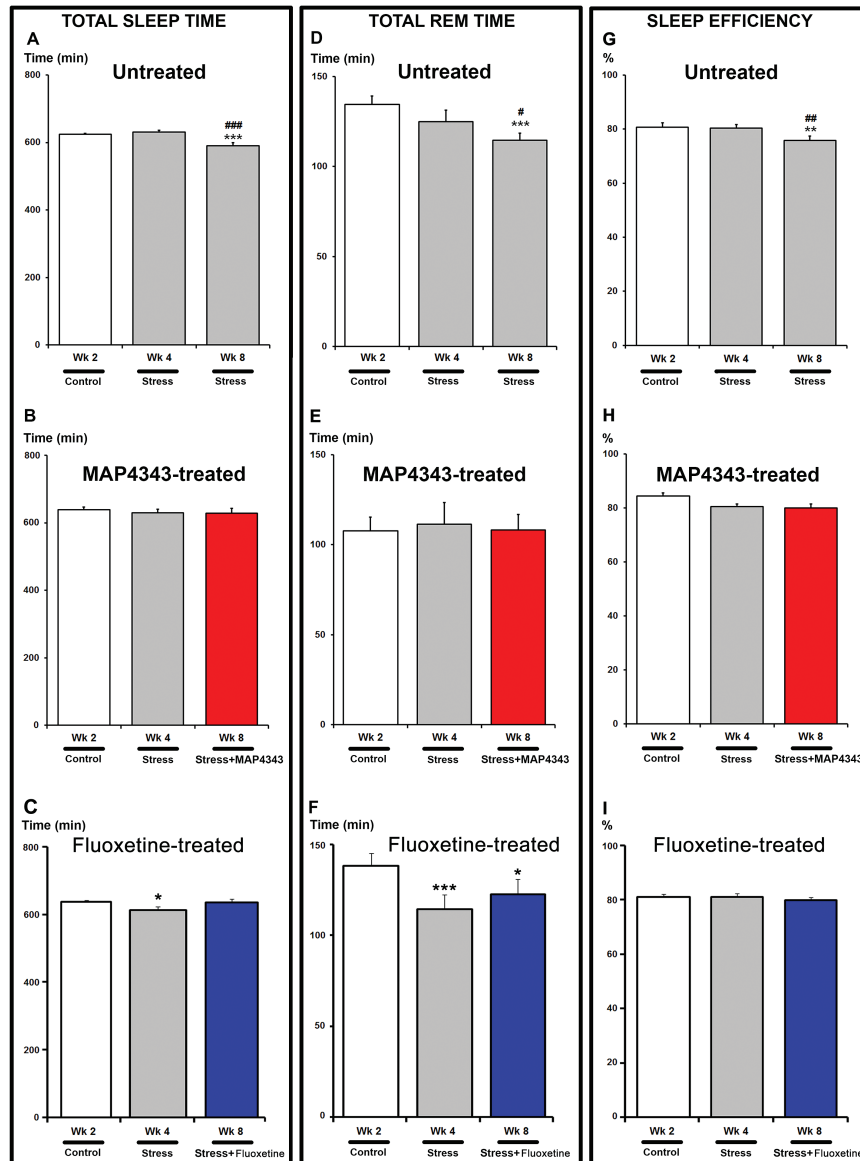 TOTAL SLEEP TIME
A
Time (min)
Untreated
800
600
400
200
0
###
***
Wk 2
Wk 4
Wk 8
Control
Stress
Stress
B
Time (min)
MAP4343-treated
800
600
400
200
0
Wk 2
Wk 4
Wk 8
Control
Stress
Stress+MAP4343
C
Time (min)
Fluoxetine-treated
800
600
400
200
0
*
Wk 2
Wk 4
Wk 8
Control
Stress
Stress+Fluoxetine
TOTAL REM TIME
D
Time (min)
Untreated
150
100
50
0
#
***
Wk 2
Wk 4
Wk 8
Control
Stress
Stress
E
Time (min)
MAP4343-treated
150
100
50
0
Wk 2
Wk 4
Wk 8
Control
Stress
Stress+MAP4343
F
Time (min)
Fluoxetine-treated
150
100
50
0
***
*
Wk 2
Wk 4
Wk 8
Control
Stress
Stress+Fluoxetine
SLEEP EFFICIENCY
G
%
Untreated
100
80
60
40
20
0
##
**
Wk 2
Wk 4
Wk 8
Control
Stress
Stress
H
%
MAP4343-treated
100
80
60
40
20
0
Wk 2
Wk 4
Wk 8
Control
Stress
Stress+MAP4343
I
%
Fluoxetine-treated
100
80
60
40
20
0
Wk 2
Wk 4
Wk 8
Control
Stress
Stress+Fluoxetine